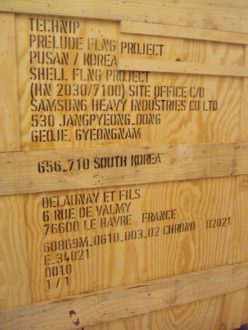 TECHNIP
PRELUDE FLNG PROJECT
PUSAN / KOREA
SHELL FLNG PROJECT
(HN 2030/7100) SITE OFFICE C/O
SAMSUNG HEAVY INDUSTRIES CO LTD
530 JANGPYEONG_DONG
GEOJE, GYEONGNAM
656_710 SOUTH KOREA
DELAUNAY ET FILS
6 RUE DE VALMY
76600 LE HAVRE FRANCE
60869M_0610_003_02 CHRONO 02021
E_34021
0010
1 / 1